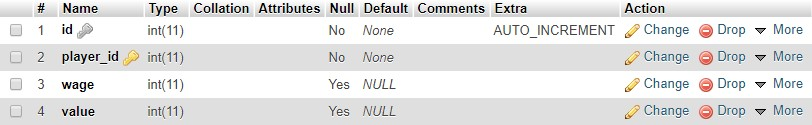 # Name Type Collation Attributes Null Default Comments Extra Action
1 id int(11) No None AUTO_INCREMENT Change Drop More
2 player_id int(11) No None Change Drop More
3 wage int(11) Yes NULL Change Drop More
4 value int(11) Yes NULL Change Drop More